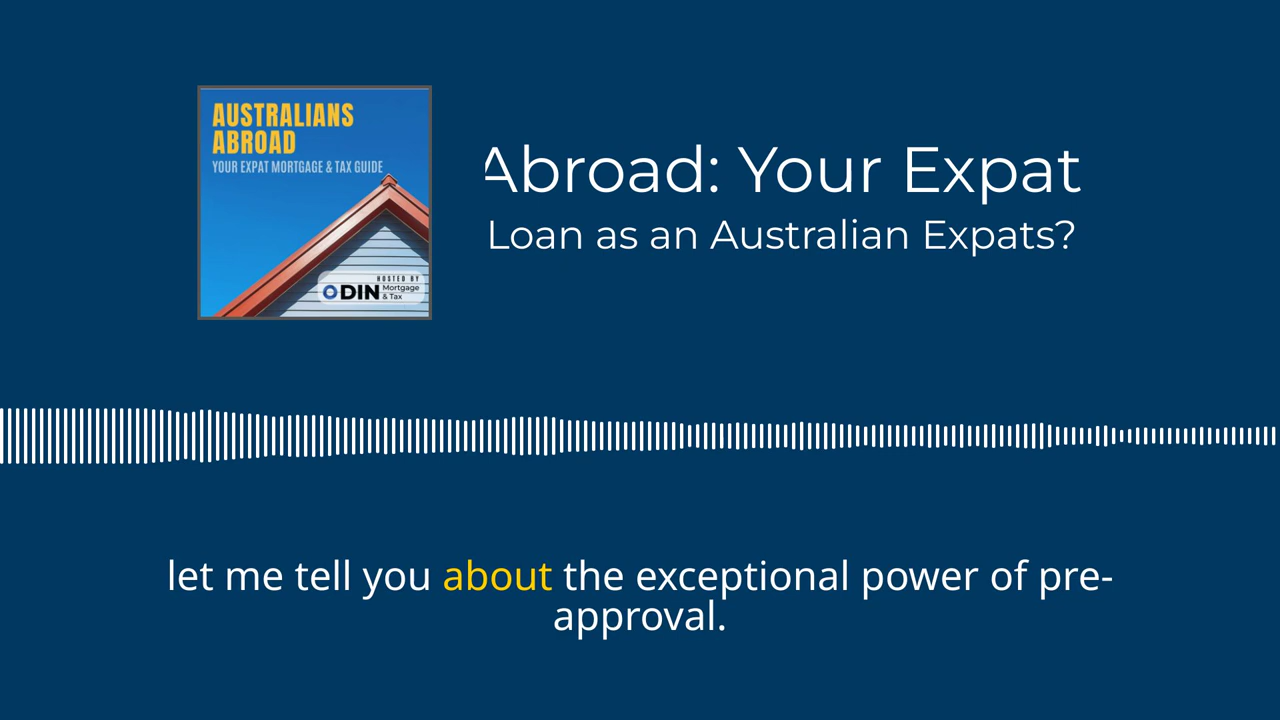 AUSTRALIANS
ABROAD
YOUR EXPAT MORTGAGE & TAX GUIDE
HOSTED BY
ODIN Mortgage
& Tax
Abroad: Your Expat
Loan as an Australian Expats?
let me tell you about the exceptional power of pre-
approval.